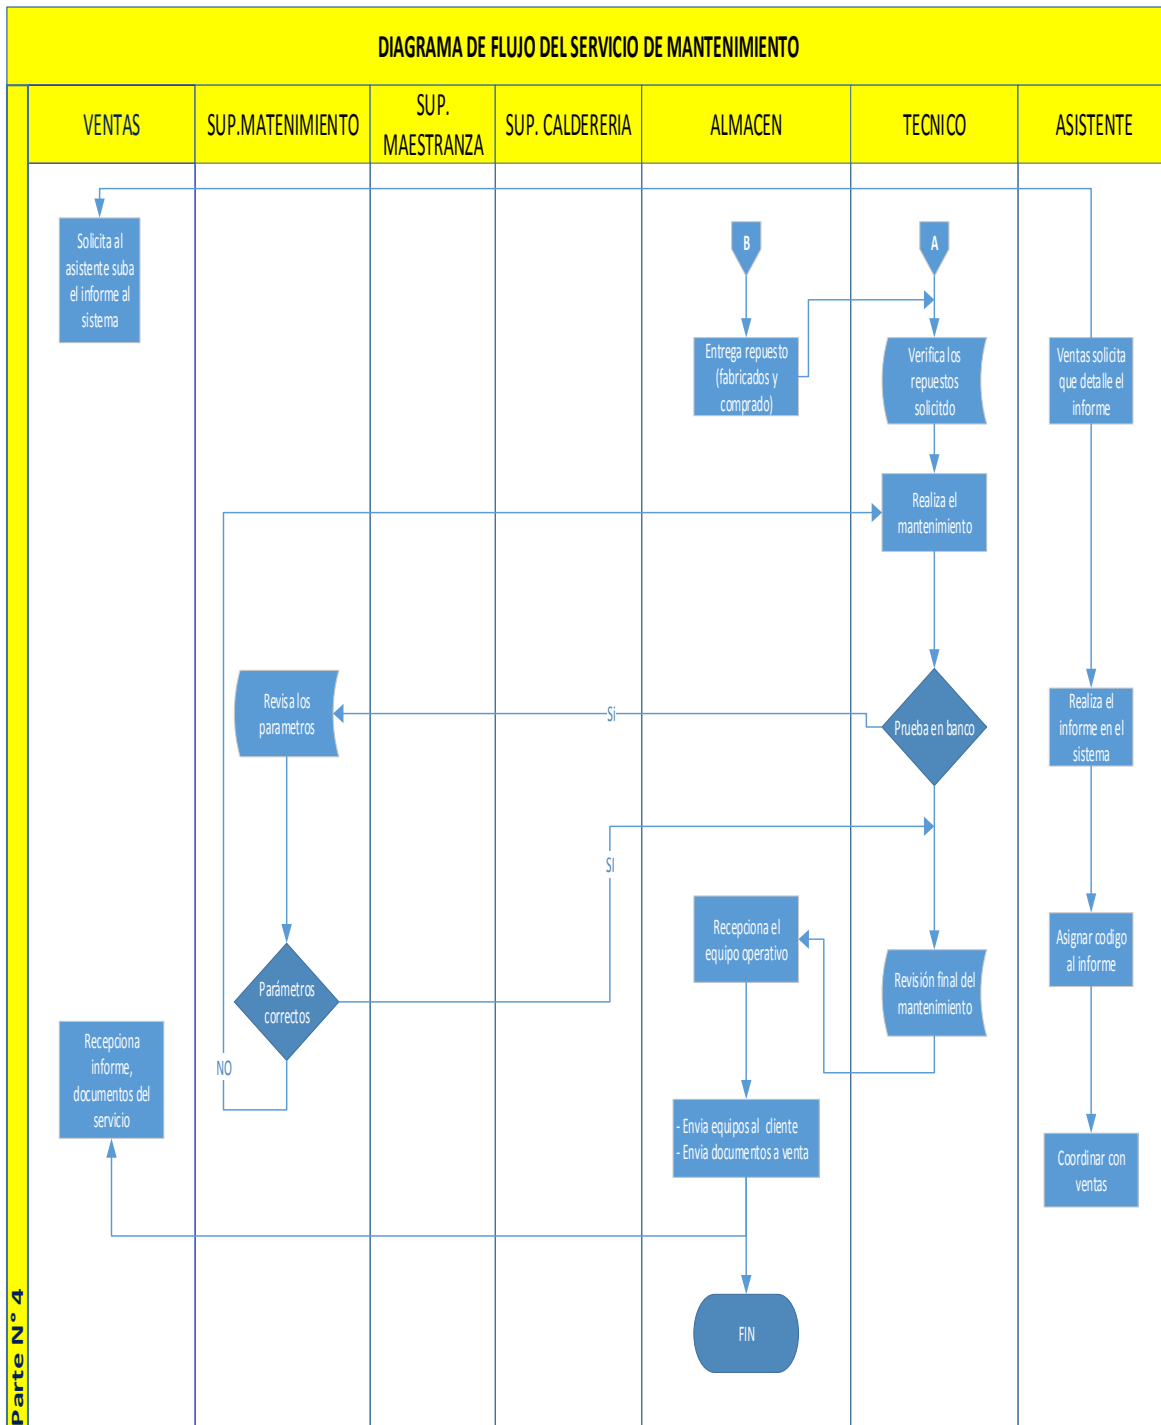 DIAGRAMA DE FLUJO DEL SERVICIO DE MANTENIMIENTO
VENTAS
SUP.MATENIMIENTO
SUP.
MAESTRANZA
SUP. CALDERERIA
ALMACEN
TECNICO
ASISTENTE
Solicita al
asistente suba
el informe al
sistema
B
A
Entrega repuesto
(fabricados y
comprado)
Verifica los
repuestos
solicitdo
Ventas solicita
que detalle el
informe
Realiza el
mantenimiento
Revisa los
parametros
Si
Prueba en banco
Realiza el
informe en el
sistema
SI
Recepciona el
equipo operativo
Asignar codigo
al informe
Parámetros
correctos
Revisión final del
mantenimiento
Recepciona
informe,
documentos del
servicio
NO
- Envia equipos al cliente
- Envia documentos a venta
Coordinar con
ventas
FIN
Parte N° 4